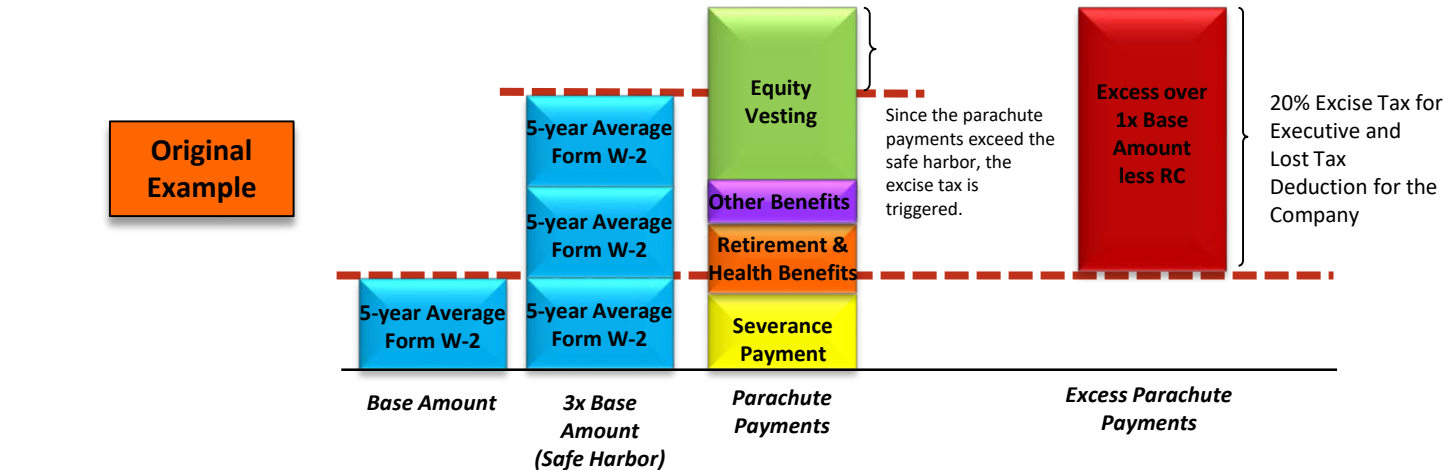 Original
Example
5-year Average
Form W-2
Base Amount
5-year Average
Form W-2
5-year Average
Form W-2
5-year Average
Form W-2
3x Base
Amount
(Safe Harbor)
Equity
Vesting
Other Benefits
Retirement &
Health Benefits
Severance
Payment
Parachute
Payments
Since the parachute
payments exceed the
safe harbor, the
excise tax is
triggered.
Excess over
1x Base
Amount
less RC
Excess Parachute
Payments
20% Excise Tax for
Executive and
Lost Tax
Deduction for the
Company